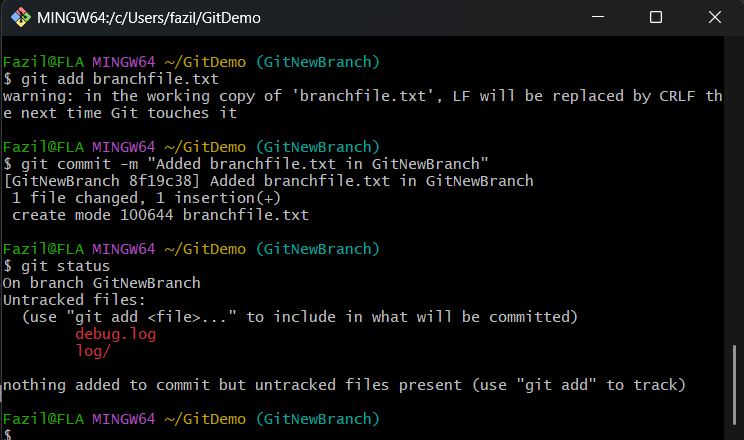 MINGW64:/c/Users/fazil/GitDemo
Fazil@FLA MINGW64 ~/GitDemo (GitNewBranch)
$ git add branchfile.txt
warning: in the working copy of 'branchfile.txt', LF will be replaced by CRLF th
e next time Git touches it
Fazil@FLA MINGW64 ~/GitDemo (GitNewBranch)
$ git commit -m "Added branchfile.txt in GitNewBranch"
[GitNewBranch 8f19c38] Added branchfile.txt in GitNewBranch
 1 file changed, 1 insertion(+)
 create mode 100644 branchfile.txt
Fazil@FLA MINGW64 ~/GitDemo (GitNewBranch)
$ git status
On branch GitNewBranch
Untracked files:
  (use "git add <file>..." to include in what will be committed)
        debug.log
        log/
nothing added to commit but untracked files present (use "git add" to track)
Fazil@FLA MINGW64 ~/GitDemo (GitNewBranch)
$